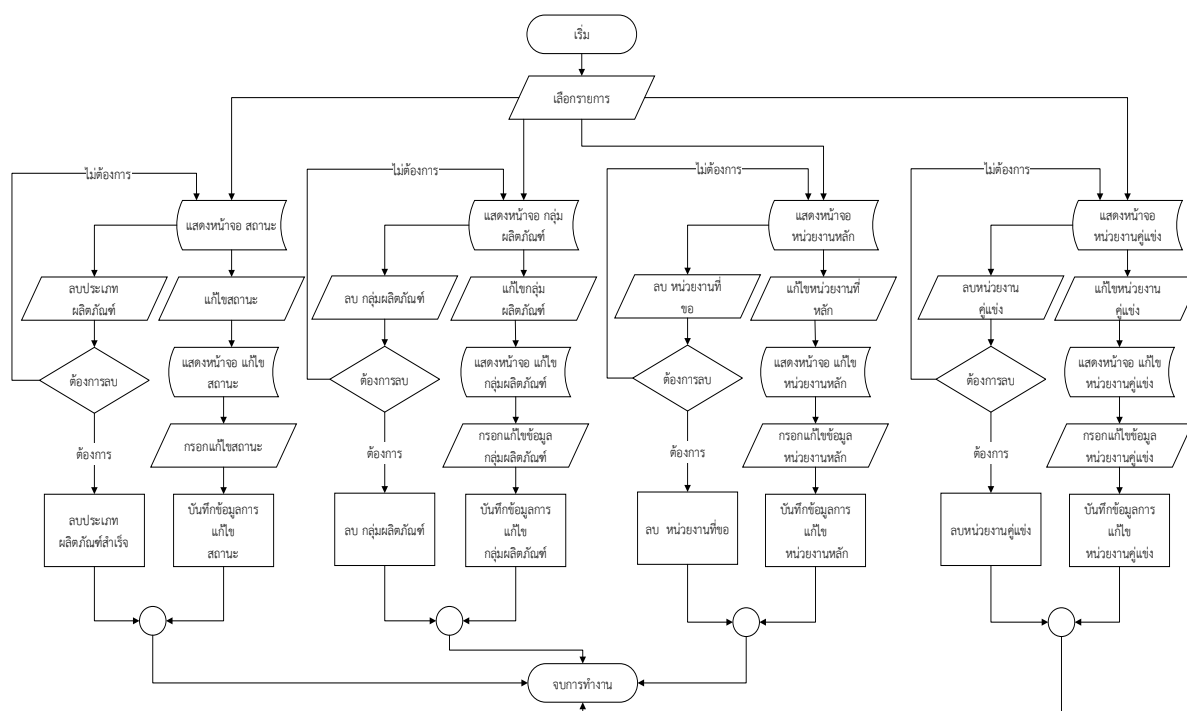 เริ่ม
เลือกรายการ
ไม่ต้องการ
ไม่ต้องการ
ไม่ต้องการ
ไม่ต้องการ
แสดงหน้าจอ สถานะ
แสดงหน้าจอ กลุ่ม
ผลิตภัณฑ์
แสดงหน้าจอ
หน่วยงานหลัก
แสดงหน้าจอ
หน่วยงานคู่แข่ง
ลบประเภท
ผลิตภัณฑ์
แก้ไขสถานะ
ลบ กลุ่มผลิตภัณฑ์
แก้ไขกลุ่ม
ผลิตภัณฑ์
ลบ หน่วยงานที่
ขอ
แก้ไขหน่วยงานที่
หลัก
ลบหน่วยงาน
คู่แข่ง
แก้ไขหน่วยงาน
คู่แข่ง
ต้องการลบ
แสดงหน้าจอ แก้ไข
สถานะ
ต้องการลบ
แสดงหน้าจอ แก้ไข
กลุ่มผลิตภัณฑ์
ต้องการลบ
แสดงหน้าจอ แก้ไข
หน่วยงานหลัก
ต้องการลบ
แสดงหน้าจอ แก้ไข
หน่วยงานคู่แข่ง
ต้องการ
กรอกแก้ไขสถานะ
ต้องการ
กรอกแก้ไขข้อมูล
กลุ่มผลิตภัณฑ์
ต้องการ
กรอกแก้ไขข้อมูล
หน่วยงานหลัก
ต้องการ
กรอกแก้ไขข้อมูล
หน่วยงานคู่แข่ง
ลบประเภท
ผลิตภัณฑ์สำเร็จ
บันทึกข้อมูลการ
แก้ไข
สถานะ
ลบ กลุ่มผลิตภัณฑ์
บันทึกข้อมูลการ
แก้ไข
กลุ่มผลิตภัณฑ์
ลบ หน่วยงานที่ขอ
บันทึกข้อมูลการ
แก้ไข
หน่วยงานหลัก
ลบหน่วยงานคู่แข่ง
บันทึกข้อมูลการ
แก้ไข
หน่วยงานคู่แข่ง
จบการทำงาน